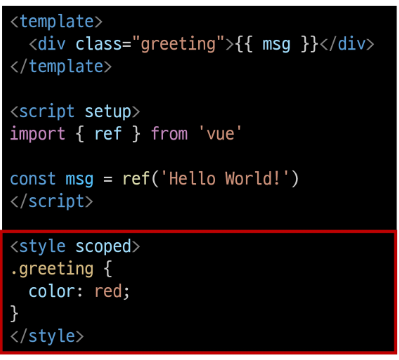 <template>
  <div class="greeting">{{ msg }}</div>
</template>

<script setup>
import { ref } from 'vue'

const msg = ref('Hello World!')
</script>

<style scoped>
.greeting {
  color: red;
}
</style>